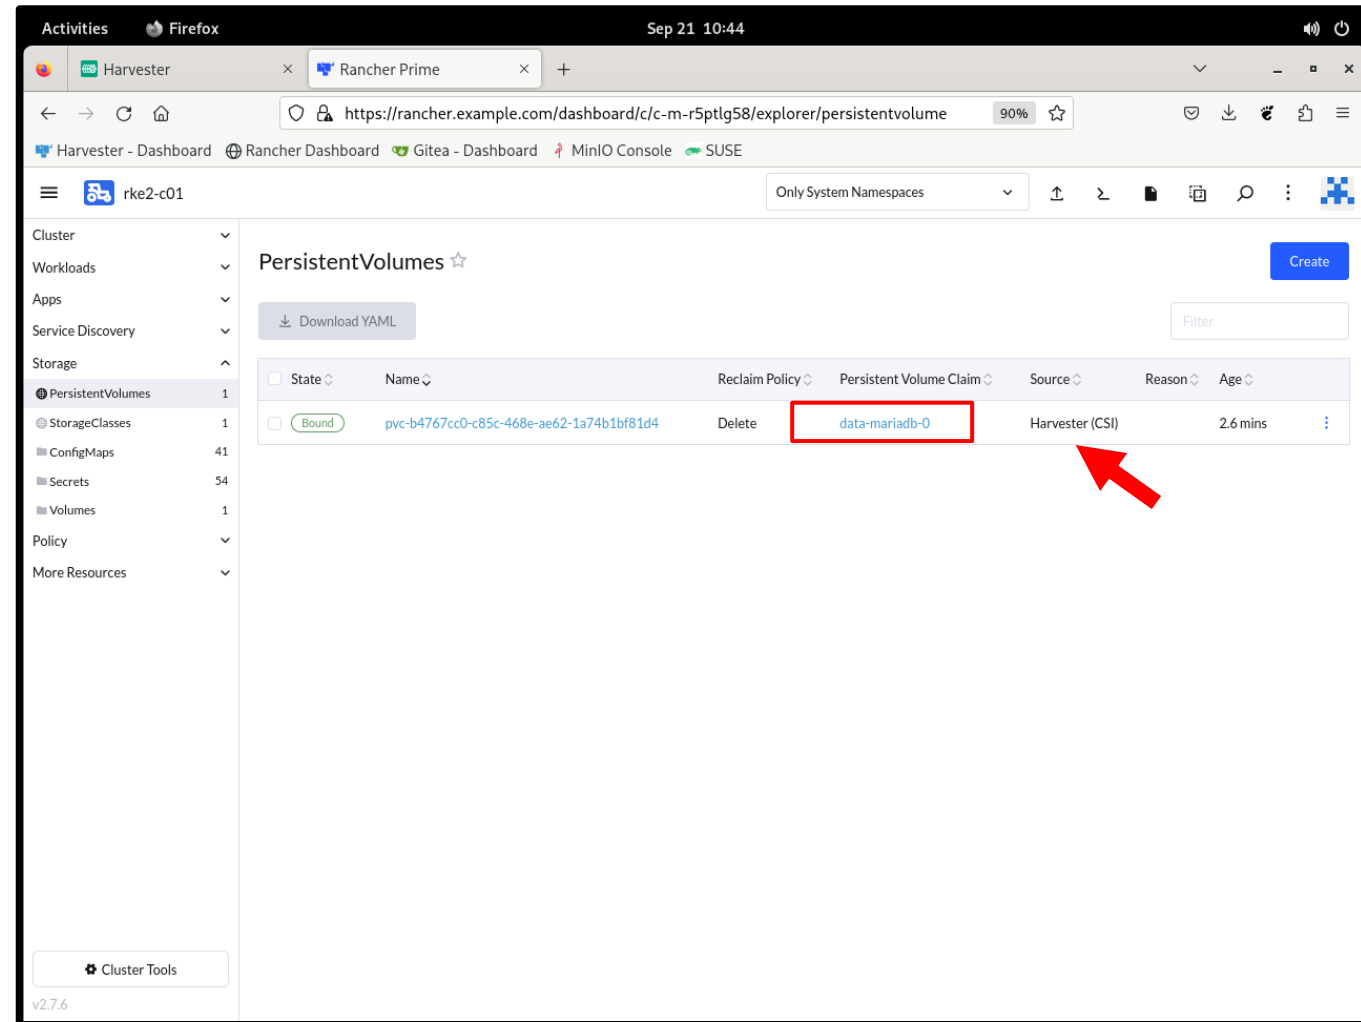 Activities Firefox Sep 21 10:44
Harvester Rancher Prime
https://rancher.example.com/dashboard/c/c-m-r5ptlg58/explorer/persistentvolume 90%
Harvester - Dashboard Rancher Dashboard Gitea - Dashboard MinIO Console SUSE
rke2-c01 Only System Namespaces
Cluster
Workloads
Apps
Service Discovery
Storage
PersistentVolumes 1
StorageClasses 1
ConfigMaps 41
Secrets 54
Volumes 1
Policy
More Resources
Cluster Tools
v2.7.6
PersistentVolumes Create
Download YAML Filter
State Name Reclaim Policy Persistent Volume Claim Source Reason Age
Bound pvc-b4767cc0-c85c-468e-ae62-1a74b1bf81d4 Delete data-mariadb-0 Harvester (CSI) 2.6 mins